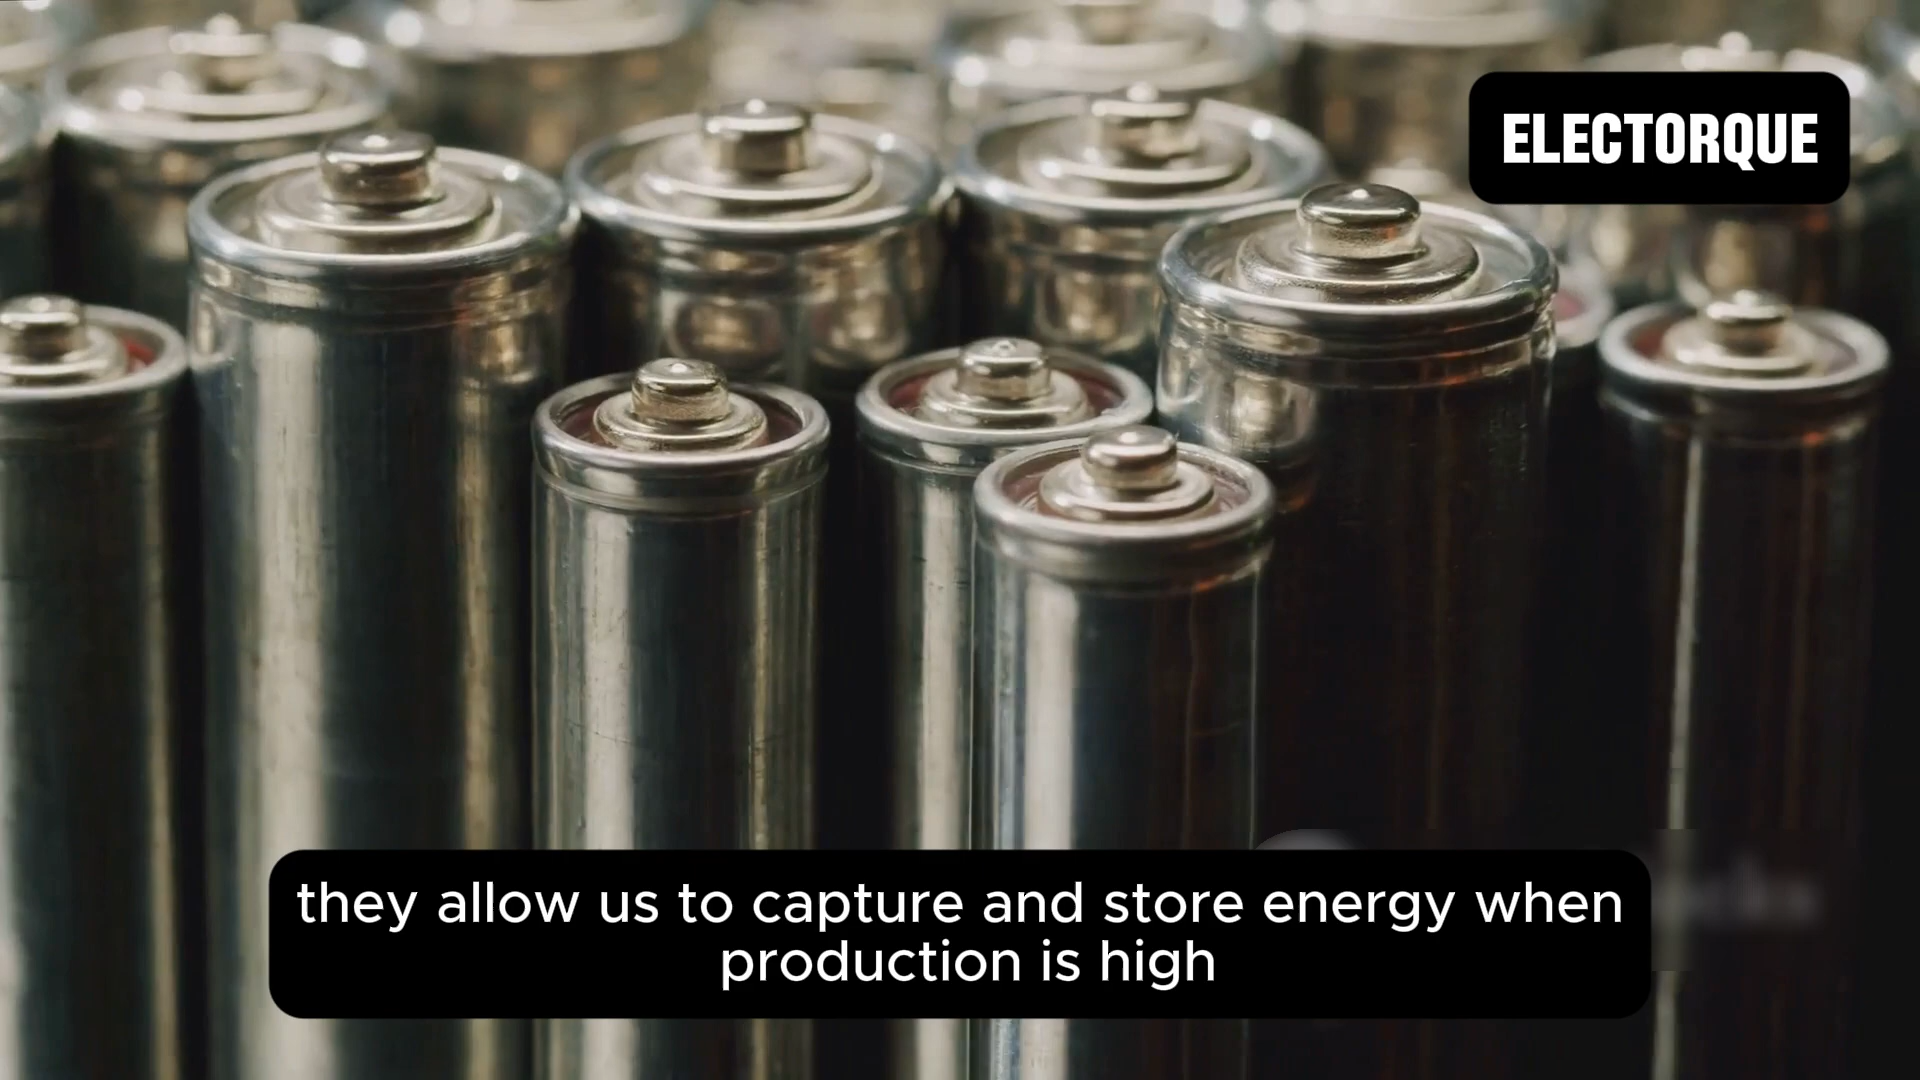 ELECTORQUE
they allow us to capture and store energy when
production is high